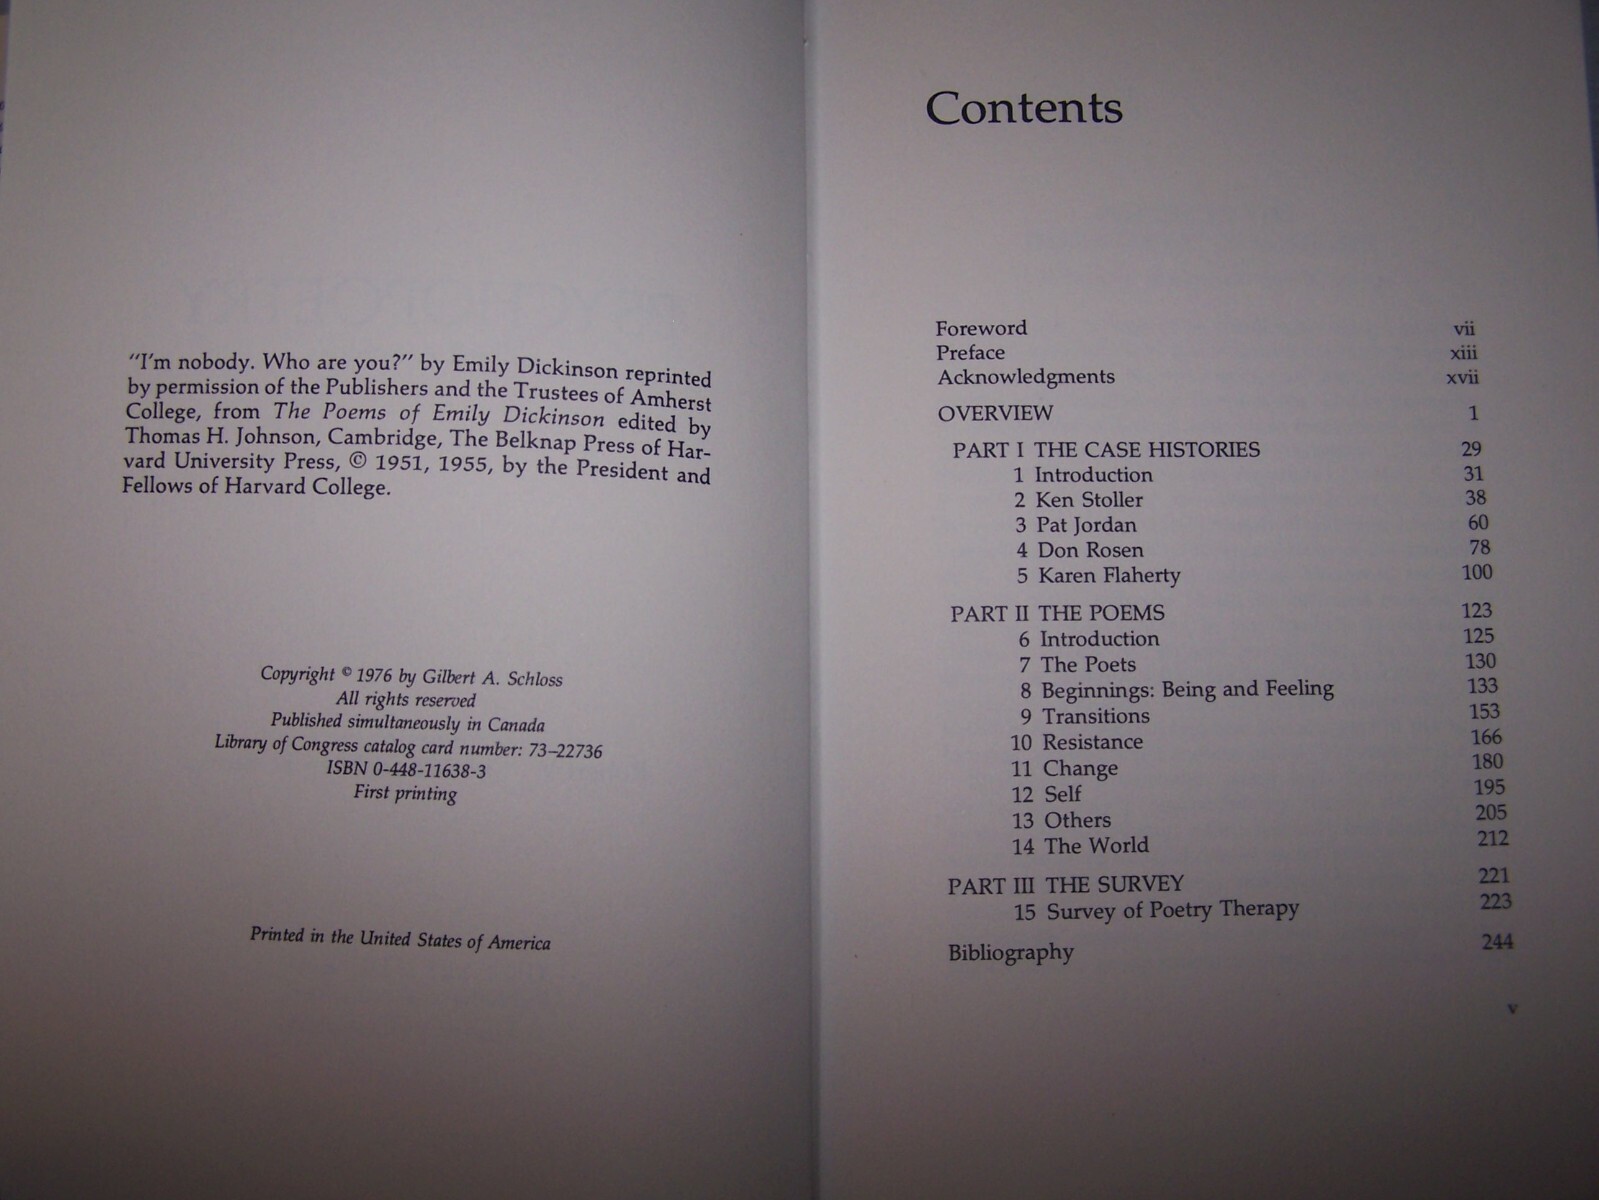 "I'm nobody. Who are you?" by Emily Dickinson reprinted
by permission of the Publishers and the Trustees of Amherst
College, from The Poems of Emily Dickinson edited by
Thomas H. Johnson, Cambridge, The Belknap Press of Har-
vard University Press, © 1951, 1955, by the President and
Fellows of Harvard College.
Copyright © 1976 by Gilbert A. Schloss
All rights reserved
Published simultaneously in Canada
Library of Congress catalog card number: 73–22736
ISBN 0-448-11638-3
First printing
Printed in the United States of America
Contents
Foreword vii
Preface xiii
Acknowledgments xvii
OVERVIEW 1
PART I THE CASE HISTORIES 29
1 Introduction 31
2 Ken Stoller 38
3 Pat Jordan 60
4 Don Rosen 78
5 Karen Flaherty 100
PART II THE POEMS 123
6 Introduction 125
7 The Poets 130
8 Beginnings: Being and Feeling 133
9 Transitions 153
10 Resistance 166
11 Change 180
12 Self 195
13 Others 205
14 The World 212
PART III THE SURVEY 221
15 Survey of Poetry Therapy 223
Bibliography 244
v